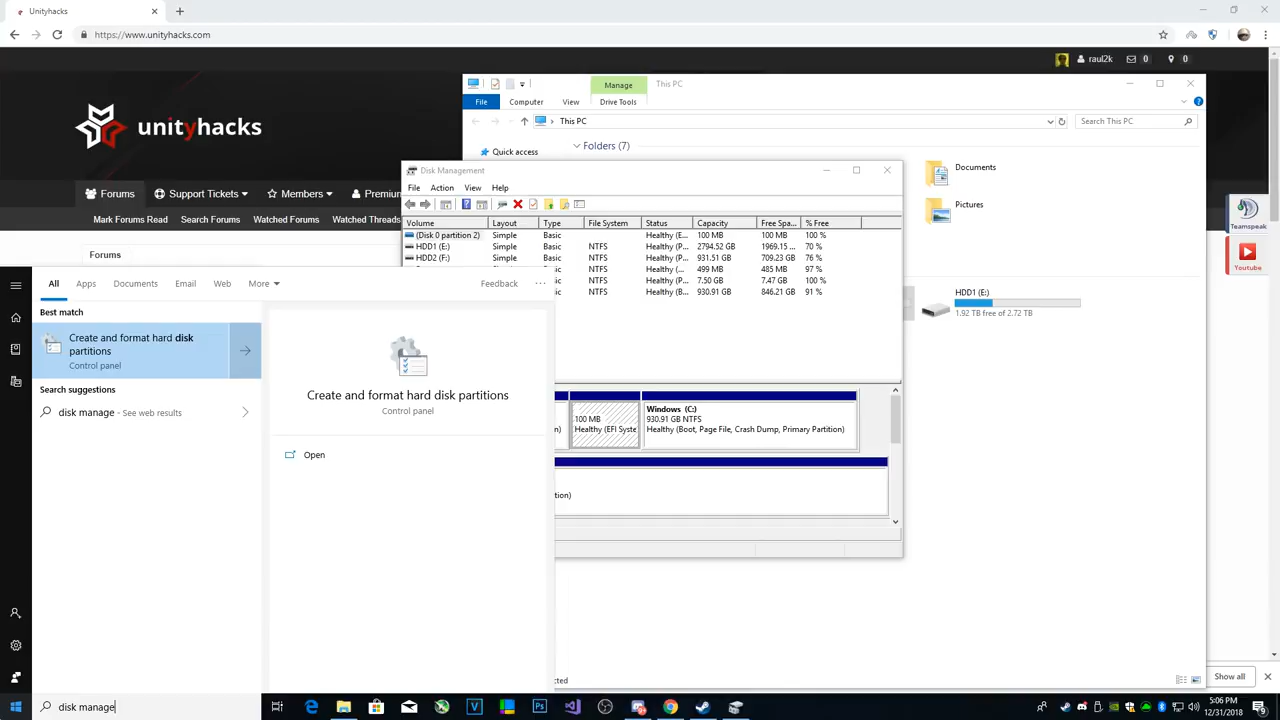 Unityhacks
https://www.unityhacks.com
raul2k
0
0
unityhacks
Forums
Support Tickets
Members
Premium
Mark Forums Read
Search Forums
Watched Forums
Watched Threads
Forums
Teamspeak
Youtube
Manage
This PC
File
Computer
View
Drive Tools
This PC
Search This PC
Quick access
Folders (7)
Documents
Pictures
HDD1 (E:)
1.92 TB free of 2.72 TB
Disk Management
File Action View Help
Volume Layout Type File System Status Capacity Free Spa... % Free
(Disk 0 partition 2) Simple Basic Healthy (E... 100 MB 100 MB 100 %
HDD1 (E:) Simple Basic NTFS Healthy (P... 2794.52 GB 1969.15 ... 70 %
HDD2 (F:) Simple Basic NTFS Healthy (P... 931.51 GB 709.23 GB 76 %
Simple Basic NTFS Healthy (... 499 MB 485 MB 97 %
NTFS Healthy (P... 7.50 GB 7.47 GB 100 %
NTFS Healthy (B... 930.91 GB 846.21 GB 91 %
100 MB
Healthy (EFI Syste
Windows (C:)
930.91 GB NTFS
Healthy (Boot, Page File, Crash Dump, Primary Partition)
tion)
All Apps Documents Email Web More
Feedback ...
Best match
Create and format hard disk
partitions
Control panel
Search suggestions
disk manage - See web results
Create and format hard disk partitions
Control panel
Open
cted
Show all
disk manage
5:06 PM
12/31/2018